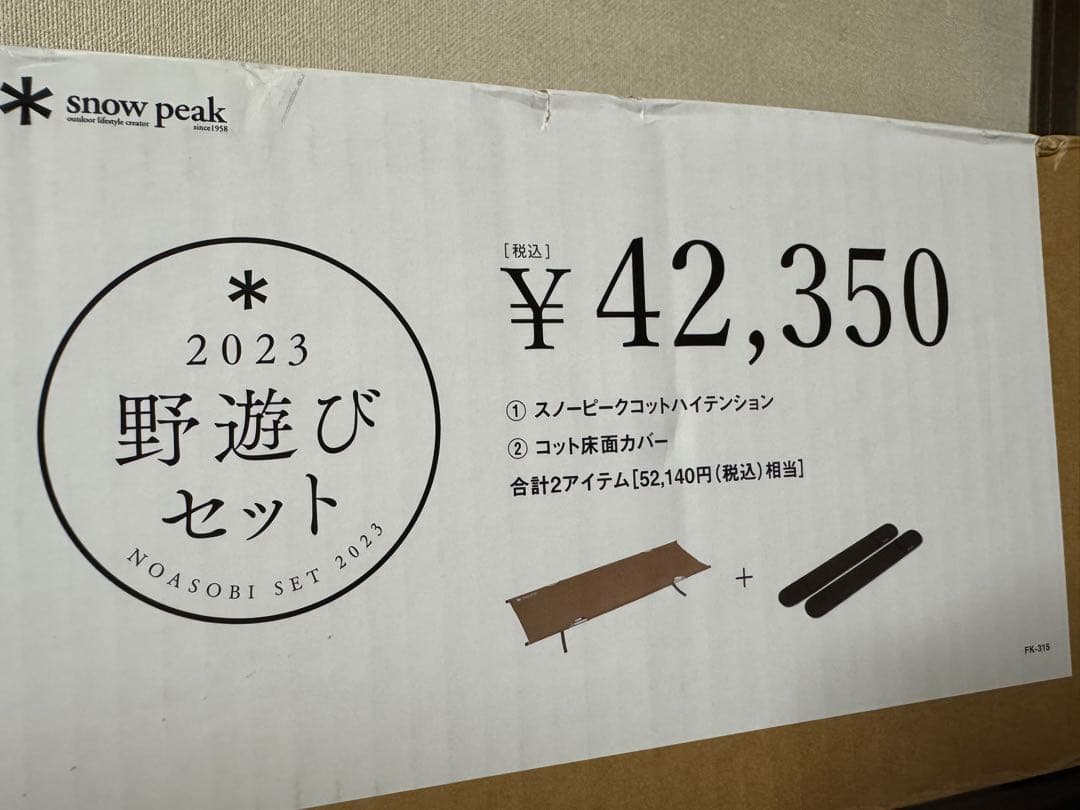 snow peak
outdoor lifestyle creator
since1958
2023
野遊び
セット
NOASOBI SET 2023
[税込]
¥42,350
① スノーピークコットハイテンション
② コット床面カバー
合計2アイテム[52,140円(税込)相当]
+
FK-315